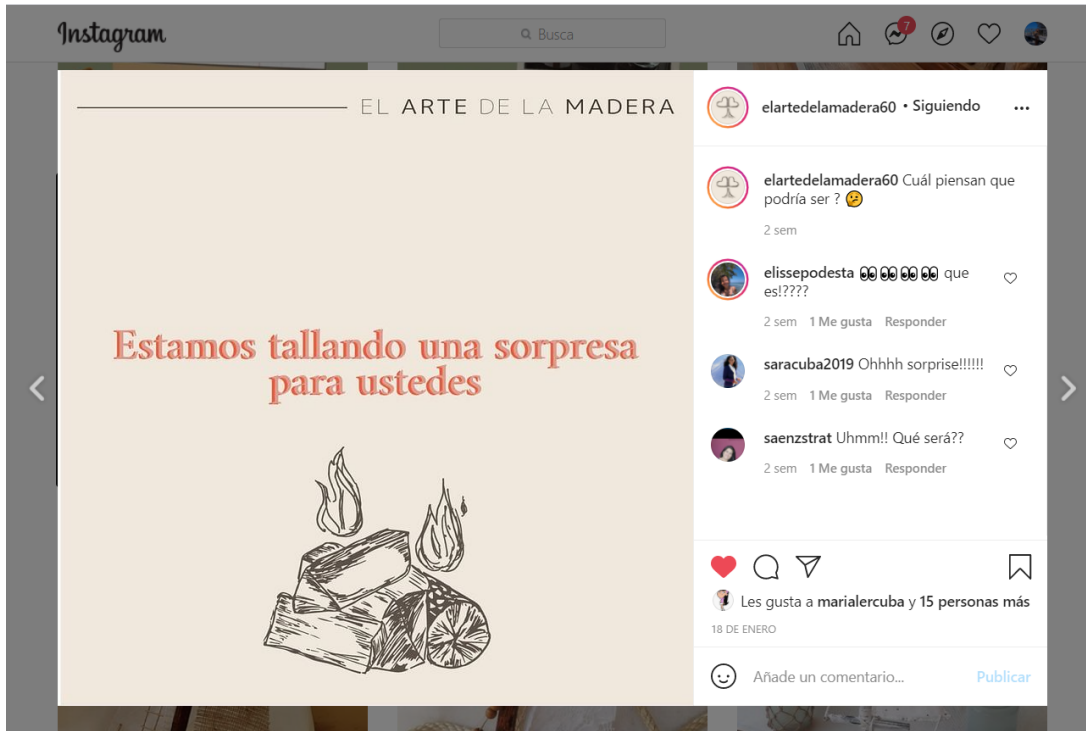 Instagram
Busca
7
EL ARTE DE LA MADERA
Estamos tallando una sorpresa
para ustedes
elartedelamadera60 • Siguiendo
elartedelamadera60 Cuál piensan que
podría ser ?
2 sem
elissepodesta que
es!????
2 sem 1 Me gusta Responder
saracuba2019 Ohhhh sorprise!!!!!!
2 sem 1 Me gusta Responder
saenzstrat Uhmm!! Qué será??
2 sem 1 Me gusta Responder
Les gusta a marialercuba y 15 personas más
18 DE ENERO
Añade un comentario...
Publicar